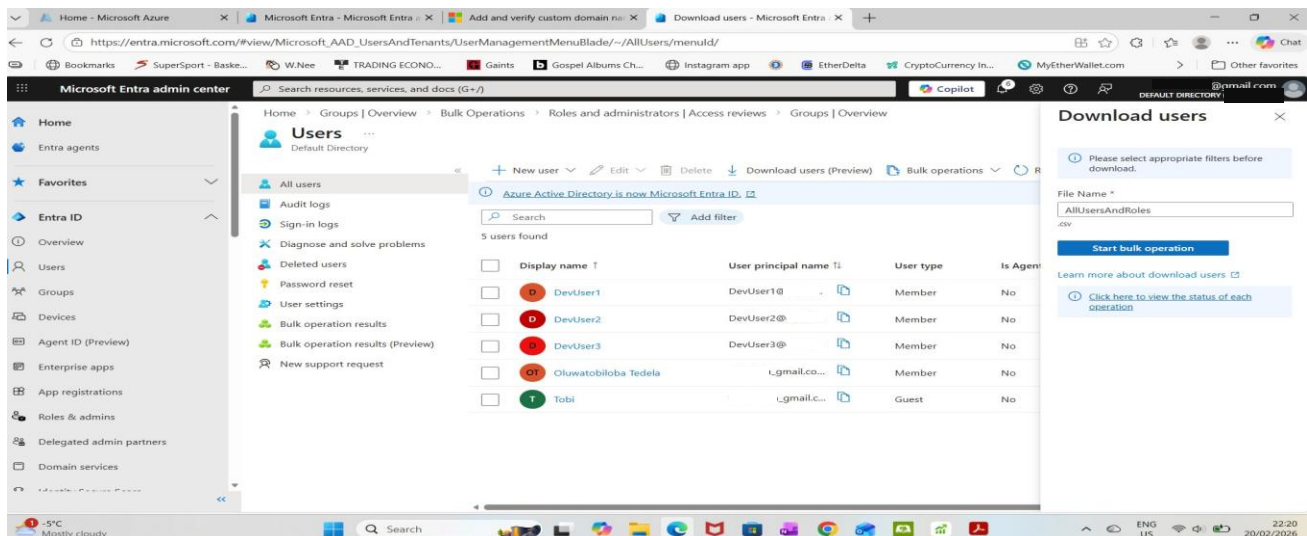 Home - Microsoft Azure
Microsoft Entra - Microsoft Entra
Add and verify custom domain na
Download users - Microsoft Entra
https://entra.microsoft.com/#view/Microsoft_AAD_UsersAndTenants/UserManagementMenuBlade/~/AllUsers/menuId/
Chat
Bookmarks SuperSport - Baske... W.Nee TRADING ECONO... Gaints Gospel Albums Ch... Instagram app EtherDelta CryptoCurrency In... MyEtherWallet.com Other favorites
Microsoft Entra admin center
Search resources, services, and docs (G+/)
Copilot
@gmail.com
DEFAULT DIRECTORY
Home
Entra agents
Favorites
Entra ID
Overview
Users
Groups
Devices
Agent ID (Preview)
Enterprise apps
App registrations
Roles & admins
Delegated admin partners
Domain services
Identity Secure Score
Home > Groups | Overview > Bulk Operations > Roles and administrators | Access reviews > Groups | Overview
Users ...
Default Directory
All users
Audit logs
Sign-in logs
Diagnose and solve problems
Deleted users
Password reset
User settings
Bulk operation results
Bulk operation results (Preview)
New support request
New user Edit Delete Download users (Preview) Bulk operations R
Azure Active Directory is now Microsoft Entra ID.
Search Add filter
5 users found
Display name User principal name User type Is Agen
D DevUser1 DevUser1@ Member No
D DevUser2 DevUser2@ Member No
D DevUser3 DevUser3@ Member No
OT Oluwatobiloba Tedela _gmail.co... Member No
T Tobi _gmail.c... Guest No
Download users
Please select appropriate filters before
download.
File Name *
AllUsersAndRoles
.csv
Start bulk operation
Learn more about download users
Click here to view the status of each
operation
1
-5°C
Mostly cloudy
Search
ENG
US
22:20
20/02/2026